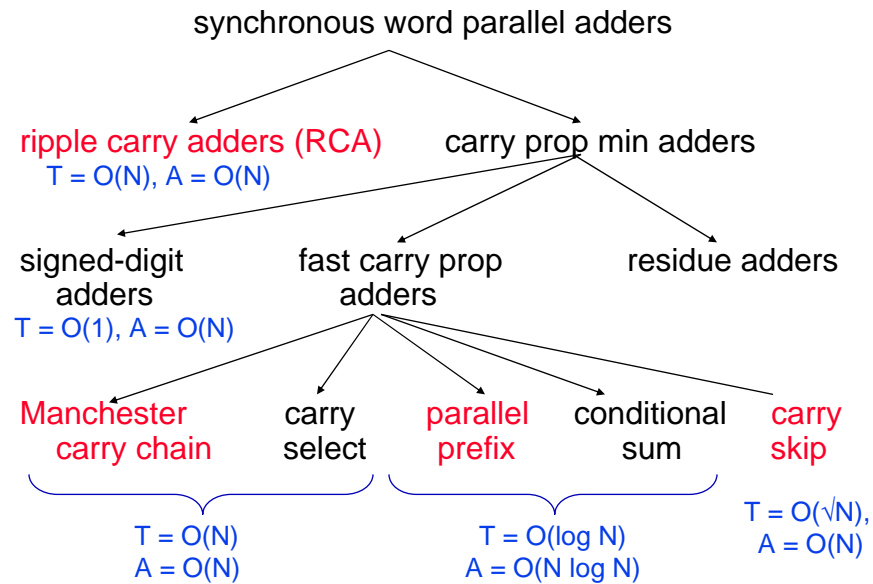 synchronous word parallel adders
ripple carry adders (RCA)
carry prop min adders
T = O(N), A = O(N)
signed-digit
adders
fast carry prop
adders
residue adders
T = O(1), A = O(N)
Manchester
carry chain
carry
select
parallel
prefix
conditional
sum
carry
skip
T = O(N)
A = O(N)
T = O(log N)
A = O(N log N)
T = O(√N),
A = O(N)